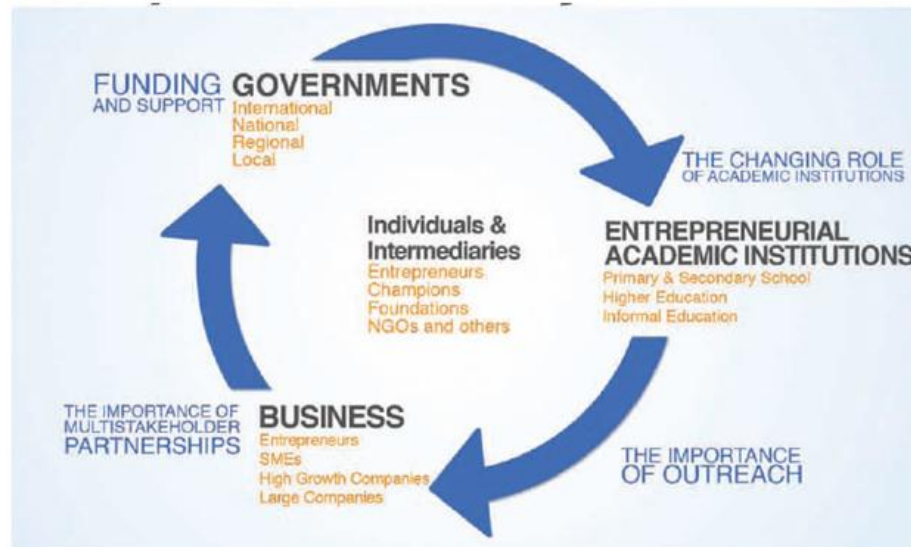 FUNDING
AND SUPPORT
GOVERNMENTS
International
National
Regional
Local
THE CHANGING ROLE
OF ACADEMIC INSTITUTIONS
Individuals &
Intermediaries
Entrepreneurs
Champions
Foundations
NGOs and others
ENTREPRENEURIAL
ACADEMIC INSTITUTIONS
Primary & Secondary School
Higher Education
Informal Education
THE IMPORTANCE OF
MULTISTAKEHOLDER
PARTNERSHIPS
BUSINESS
Entrepreneurs
SMEs
High Growth Companies
Large Companies
THE IMPORTANCE
OF OUTREACH